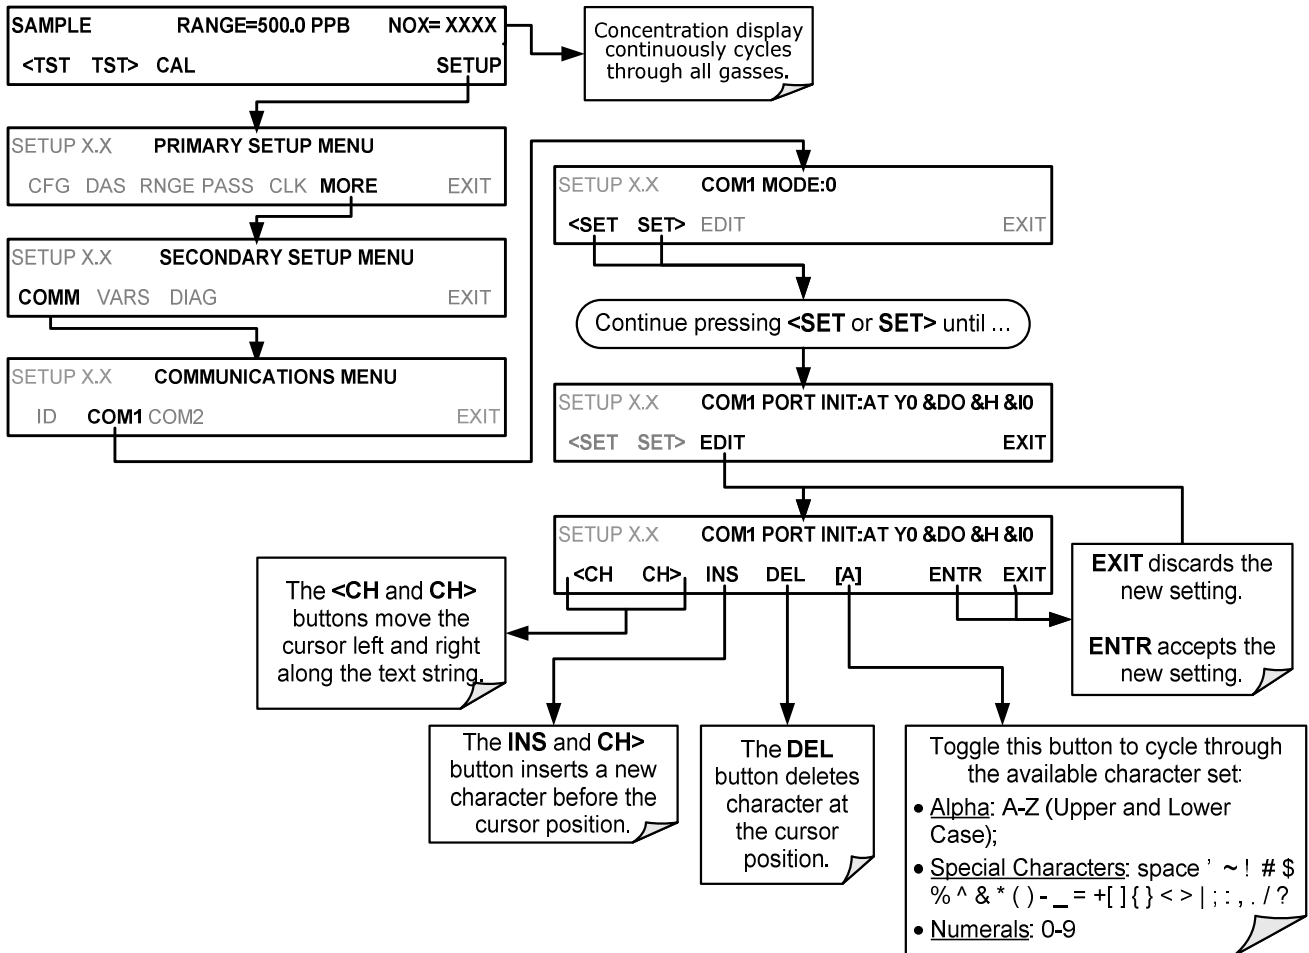 SAMPLE RANGE=500.0 PPB NOX= XXXX
<TST TST> CAL SETUP
Concentration display
continuously cycles
through all gasses.
SETUP X.X PRIMARY SETUP MENU
CFG DAS RNGE PASS CLK MORE EXIT
SETUP X.X SECONDARY SETUP MENU
COMM VARS DIAG EXIT
SETUP X.X COMMUNICATIONS MENU
ID COM1 COM2 EXIT
SETUP X.X COM1 MODE:0
<SET SET> EDIT EXIT
Continue pressing <SET or SET> until ...
SETUP X.X COM1 PORT INIT:AT Y0 &DO &H &I0
<SET SET> EDIT EXIT
SETUP X.X COM1 PORT INIT:AT Y0 &DO &H &I0
<CH CH> INS DEL [A] ENTR EXIT
The <CH and CH>
buttons move the
cursor left and right
along the text string.
EXIT discards the
new setting.
ENTR accepts the
new setting.
The INS and CH>
button inserts a new
character before the
cursor position.
The DEL
button deletes
character at
the cursor
position.
Toggle this button to cycle through
the available character set:
• Alpha: A-Z (Upper and Lower
Case);
• Special Characters: space ' ~ ! # $
% ^ & * ( ) - _ = +[ ] { } < > | ; : , . / ?
• Numerals: 0-9